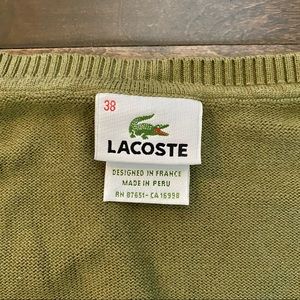 38
LACOSTE
DESIGNED IN FRANCE
MADE IN PERU
RN 87651-CA 16998